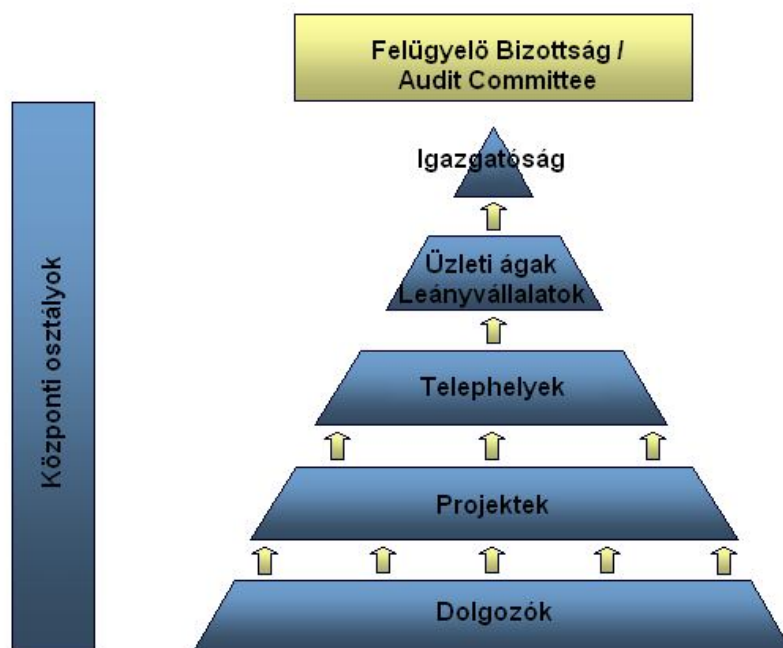 Felügyelő Bizottság /
Audit Committee
Igazgatóság
Üzleti ágak
Leányvállalatok
Telephelyek
Projektek
Dolgozók
Központi osztályok